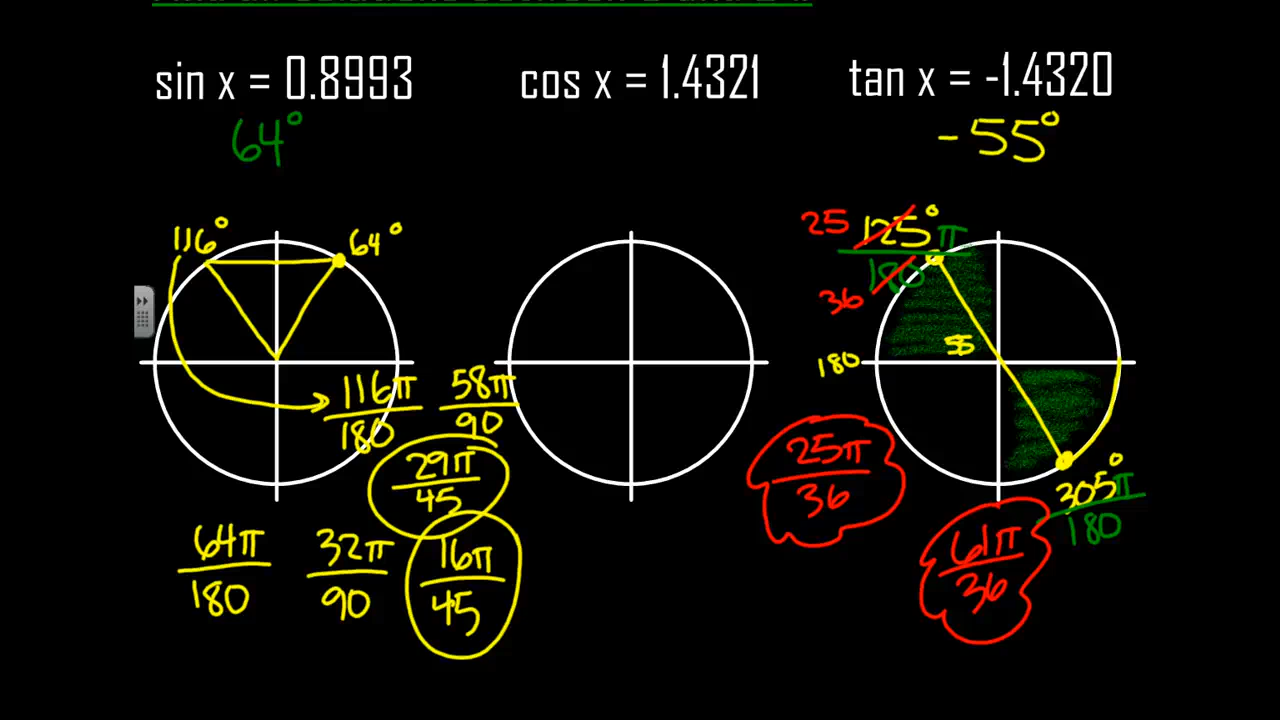 sin x = 0.8993
cos x = 1.4321
tan x = -1.4320
64°
-55°
116°
64°
25
125°π
180
36
180
55
116π
180
58π
90
29π
45
25π
36
305°π
180
64π
180
32π
90
16π
45
61π
36